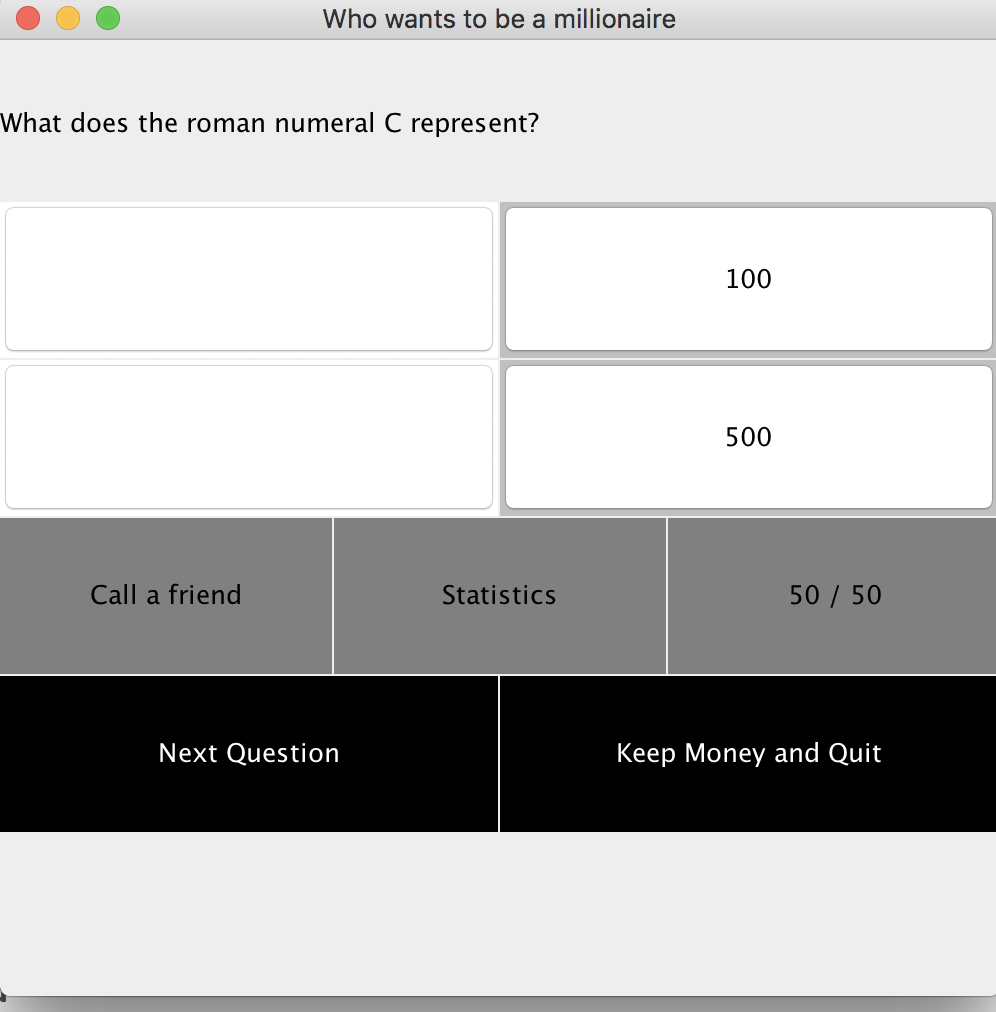 Who wants to be a millionaire
What does the roman numeral C represent?
100
500
Call a friend
Statistics
50 / 50
Next Question
Keep Money and Quit